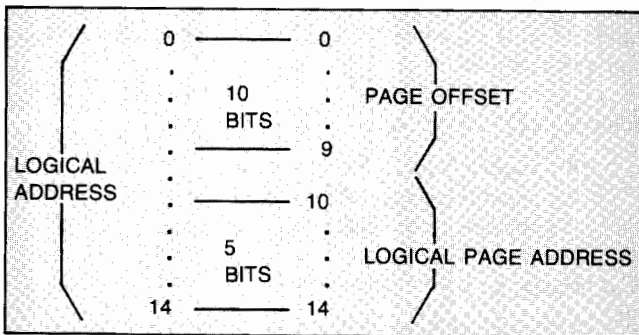 0 0
10 PAGE OFFSET
BITS
9
LOGICAL
ADDRESS
10
5
BITS LOGICAL PAGE ADDRESS
14 14